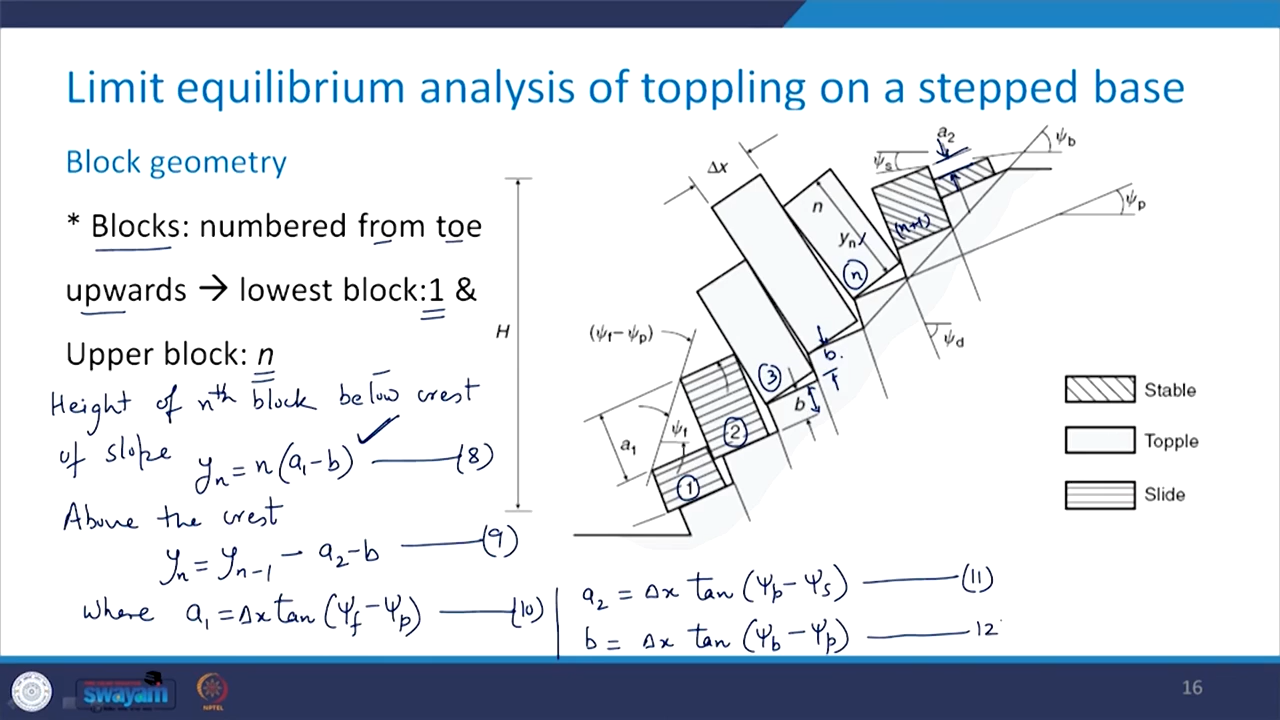 Limit equilibrium analysis of toppling on a stepped base
Block geometry
* Blocks: numbered from toe
upwards → lowest block:1 &
Upper block: n
Height of nth block below crest
of slope yn = n(a1-b) —— (8)
Above the crest
yn = yn-1 - a2-b —— (9)
where a1 = Δx tan (ψf-ψp) —— (10)
a2 = Δx tan (ψp-ψs) —— (11)
b = Δx tan (ψb-ψp) —— 12
H
Δx
a2
ψb
ψs
ψp
n
yn
(n+1)
n
(ψf-ψp)
ψd
b.
3
b
ψf
2
a1
1
Stable
Topple
Slide
swayam
NPTEL
16